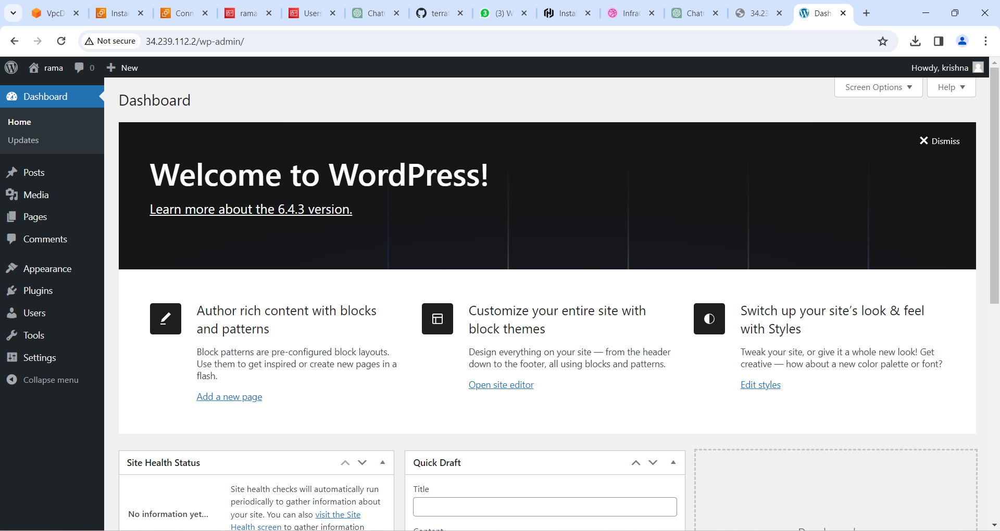 VpcD
Insta
Conn
rama
Users
Chat
terra
(3) W
Insta
Infra
Chat
34.23
Dash
Not secure
34.239.112.2/wp-admin/
rama
0
New
Howdy, krishna
Dashboard
Home
Updates
Posts
Media
Pages
Comments
Appearance
Plugins
Users
Tools
Settings
Collapse menu
Screen Options
Help
Dashboard
Dismiss
Welcome to WordPress!
Learn more about the 6.4.3 version.
Author rich content with blocks
and patterns
Block patterns are pre-configured block layouts.
Use them to get inspired or create new pages in a
flash.
Add a new page
Customize your entire site with
block themes
Design everything on your site — from the header
down to the footer, all using blocks and patterns.
Open site editor
Switch up your site’s look & feel
with Styles
Tweak your site, or give it a whole new look! Get
creative — how about a new color palette or font?
Edit styles
Site Health Status
No information yet...
Site health checks will automatically run
periodically to gather information about
your site. You can also visit the Site
Health screen to gather information
Quick Draft
Title